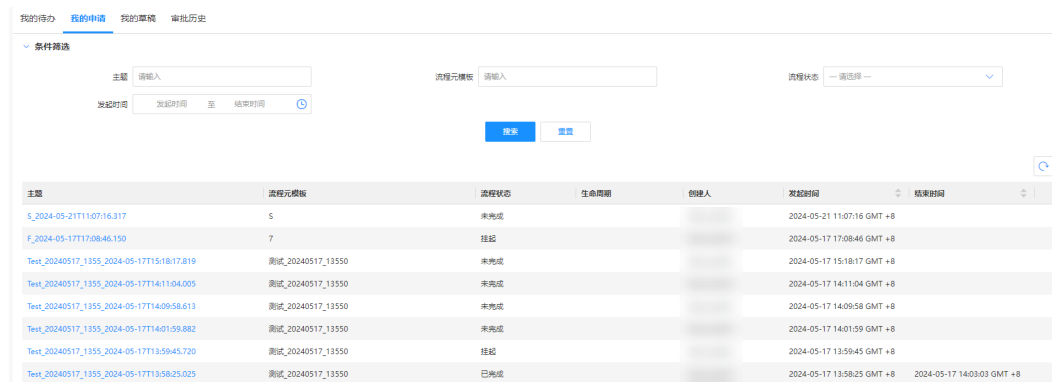 我的待办 我的申请 我的草稿 审批历史
条件筛选
主题 请输入 流程元模板 请输入 流程状态 — 请选择 —
发起时间 发起时间 至 结束时间
搜索 重置
主题 流程元模板 流程状态 生命周期 创建人 发起时间 结束时间
S_2024-05-21T11:07:16.317 S 未完成 2024-05-21 11:07:16 GMT +8
F_2024-05-17T17:08:46.150 7 挂起 2024-05-17 17:08:46 GMT +8
Test_20240517_1355_2024-05-17T15:18:17.819 测试_20240517_13550 未完成 2024-05-17 15:18:17 GMT +8
Test_20240517_1355_2024-05-17T14:11:04.005 测试_20240517_13550 未完成 2024-05-17 14:11:04 GMT +8
Test_20240517_1355_2024-05-17T14:09:58.613 测试_20240517_13550 未完成 2024-05-17 14:09:58 GMT +8
Test_20240517_1355_2024-05-17T14:01:59.882 测试_20240517_13550 未完成 2024-05-17 14:01:59 GMT +8
Test_20240517_1355_2024-05-17T13:59:45.720 测试_20240517_13550 挂起 2024-05-17 13:59:45 GMT +8
Test_20240517_1355_2024-05-17T13:58:25.025 测试_20240517_13550 已完成 2024-05-17 13:58:25 GMT +8 2024-05-17 14:03:03 GMT +8